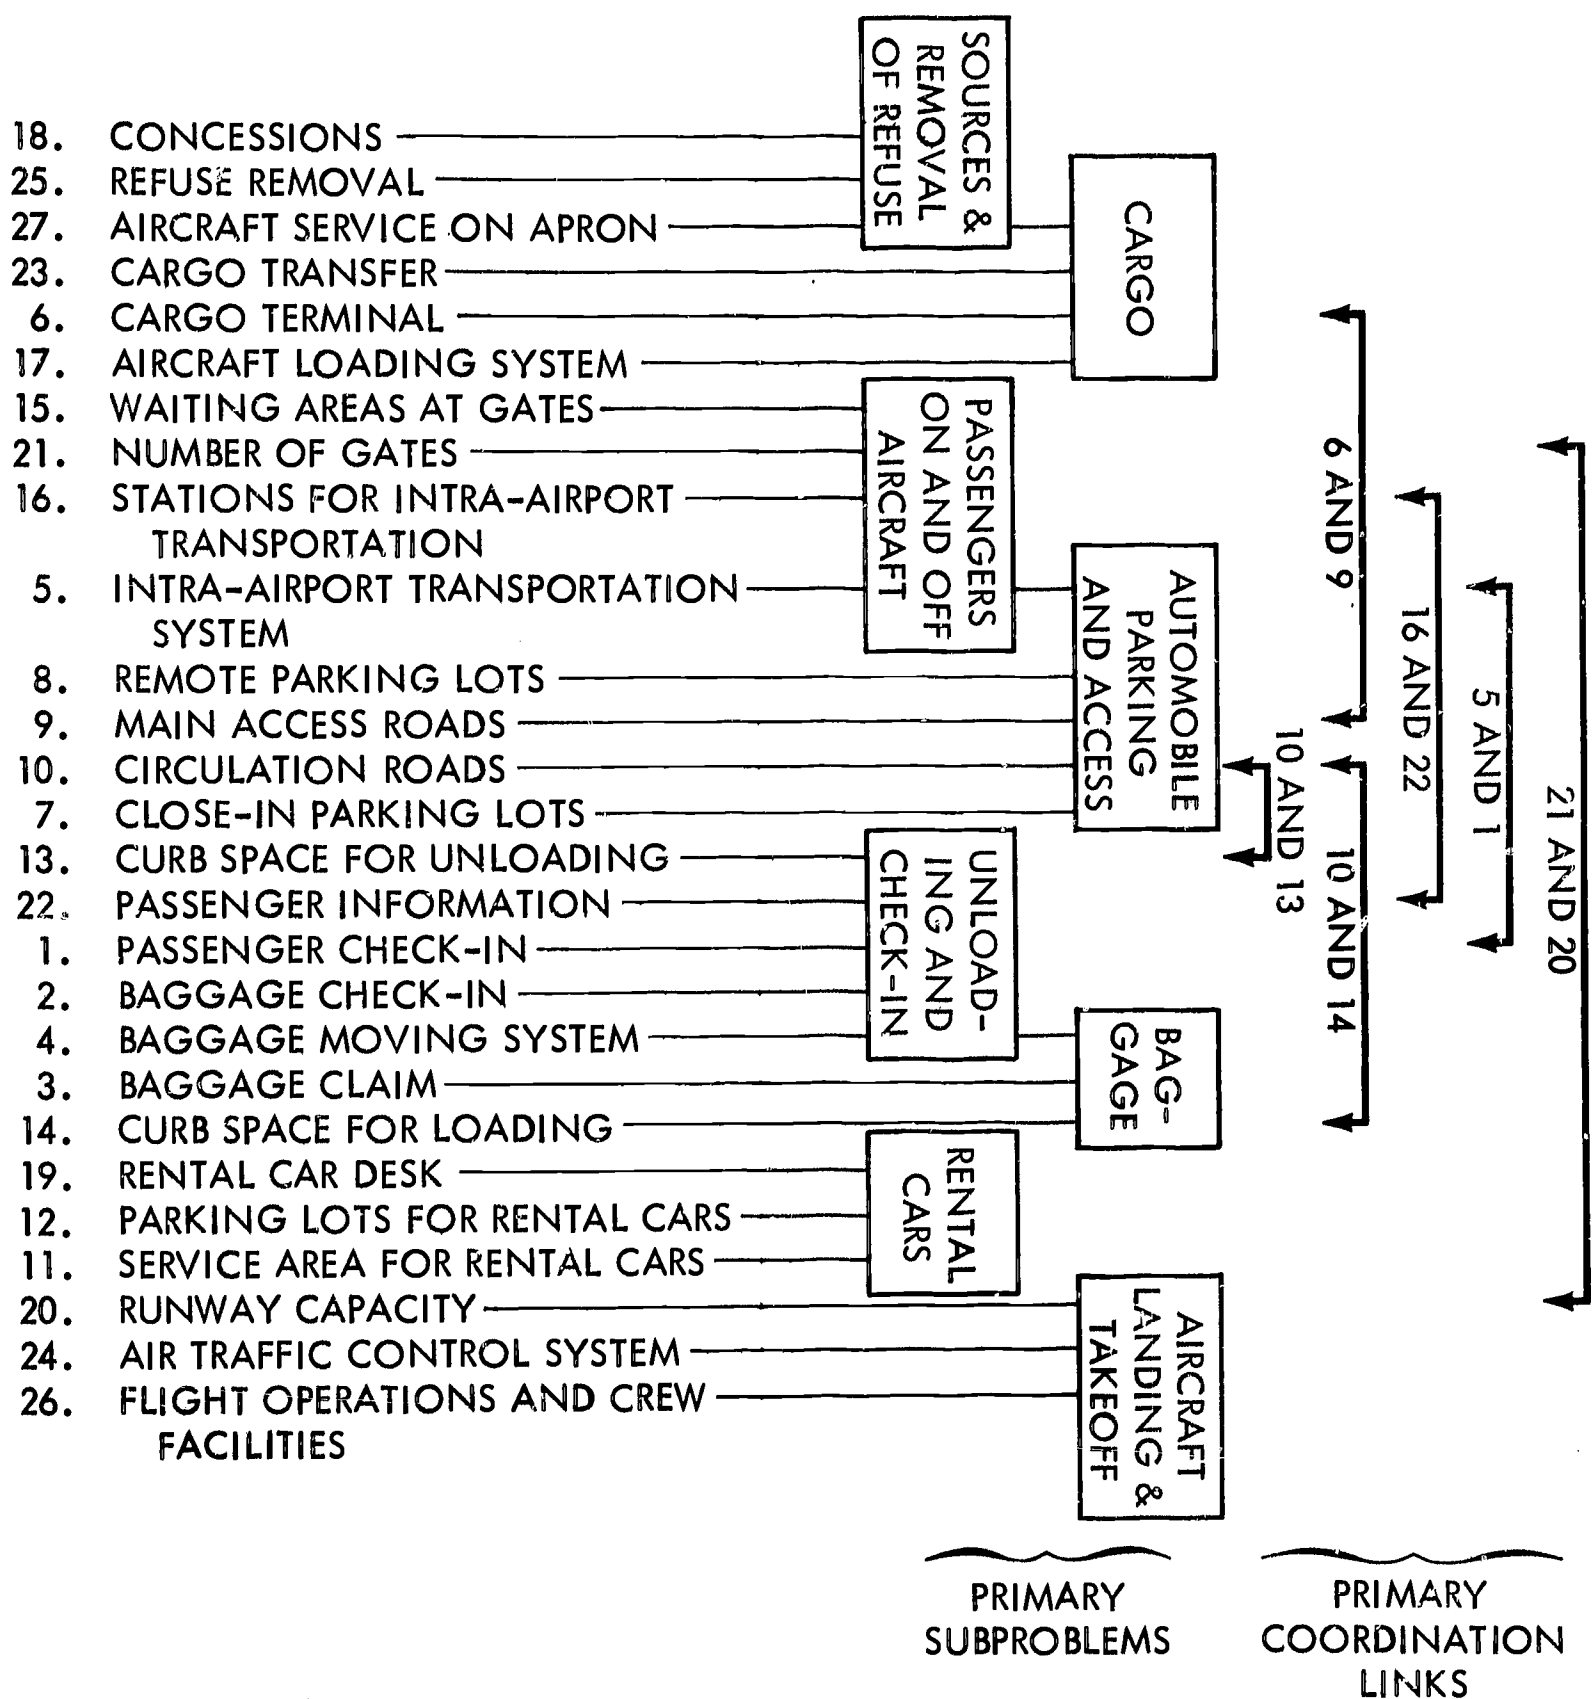 18. CONCESSIONS
25. REFUSE REMOVAL
27. AIRCRAFT SERVICE ON APRON
23. CARGO TRANSFER
6. CARGO TERMINAL
17. AIRCRAFT LOADING SYSTEM
15. WAITING AREAS AT GATES
21. NUMBER OF GATES
16. STATIONS FOR INTRA-AIRPORT
TRANSPORTATION
5. INTRA-AIRPORT TRANSPORTATION
SYSTEM
8. REMOTE PARKING LOTS
9. MAIN ACCESS ROADS
10. CIRCULATION ROADS
7. CLOSE-IN PARKING LOTS
13. CURB SPACE FOR UNLOADING
22. PASSENGER INFORMATION
1. PASSENGER CHECK-IN
2. BAGGAGE CHECK-IN
4. BAGGAGE MOVING SYSTEM
3. BAGGAGE CLAIM
14. CURB SPACE FOR LOADING
19. RENTAL CAR DESK
12. PARKING LOTS FOR RENTAL CARS
11. SERVICE AREA FOR RENTAL CARS
20. RUNWAY CAPACITY
24. AIR TRAFFIC CONTROL SYSTEM
26. FLIGHT OPERATIONS AND CREW
FACILITIES
SOURCES &
REMOVAL
OF REFUSE
CARGO
PASSENGERS
ON AND OFF
AIRCRAFT
AUTOMOBILE
PARKING
AND ACCESS
UNLOAD-
ING AND
CHECK-IN
BAG-
GAGE
RENTAL
CARS
AIRCRAFT
LANDING &
TAKEOFF
6 AND 9
10 AND 13
10 AND 14
16 AND 22
5 AND 1
21 AND 20
PRIMARY
SUBPROBLEMS
PRIMARY
COORDINATION
LINKS